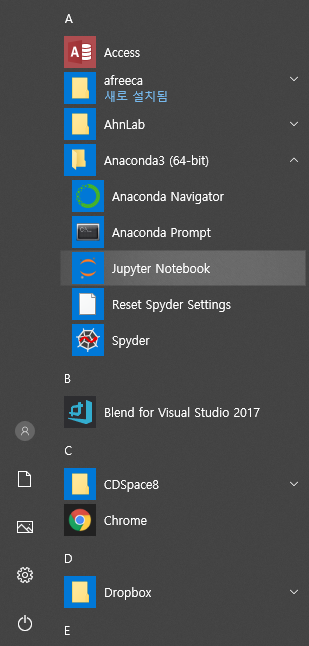 A
Access
afreeca
새로 설치됨
AhnLab
Anaconda3 (64-bit)
Anaconda Navigator
Anaconda Prompt
Jupyter Notebook
Reset Spyder Settings
Spyder
B
Blend for Visual Studio 2017
C
CDSpace8
Chrome
D
Dropbox
E